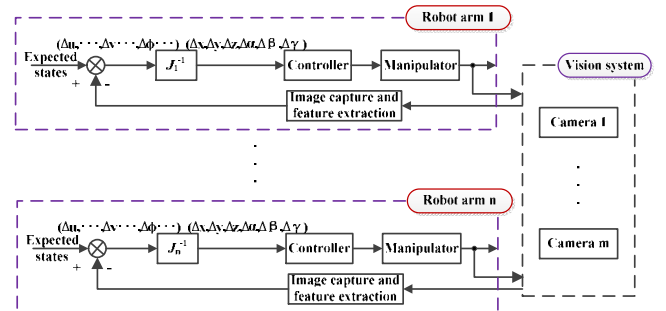 Robot arm 1
(Δu,···,Δv···,Δϕ···) (Δx,Δy,Δz,Δα,Δβ,Δγ)
Expected
states
+
-
J₁⁻¹
Controller
Manipulator
Image capture and
feature extraction
Vision system
Camera 1
Camera m
Robot arm n
(Δu,···,Δv···,Δϕ···) (Δx,Δy,Δz,Δα,Δβ,Δγ)
Expected
states
+
-
Jₙ⁻¹
Controller
Manipulator
Image capture and
feature extraction